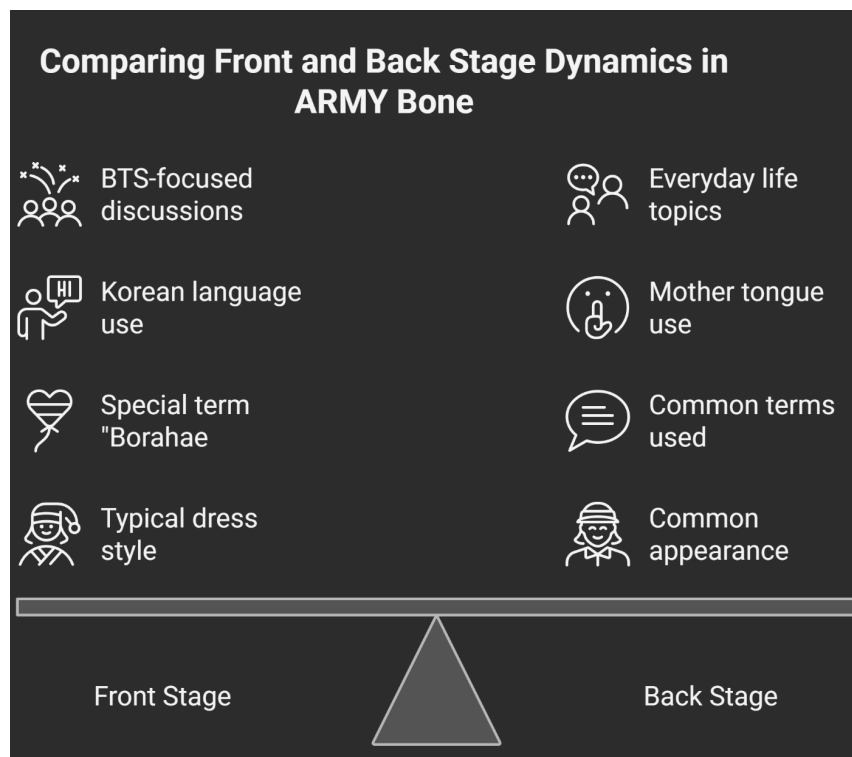 Comparing Front and Back Stage Dynamics in
ARMY Bone
BTS-focused
discussions
Everyday life
topics
HI
Korean language
use
Mother tongue
use
Special term
"Borahae
Common terms
used
Typical dress
style
Common
appearance
Front Stage
Back Stage